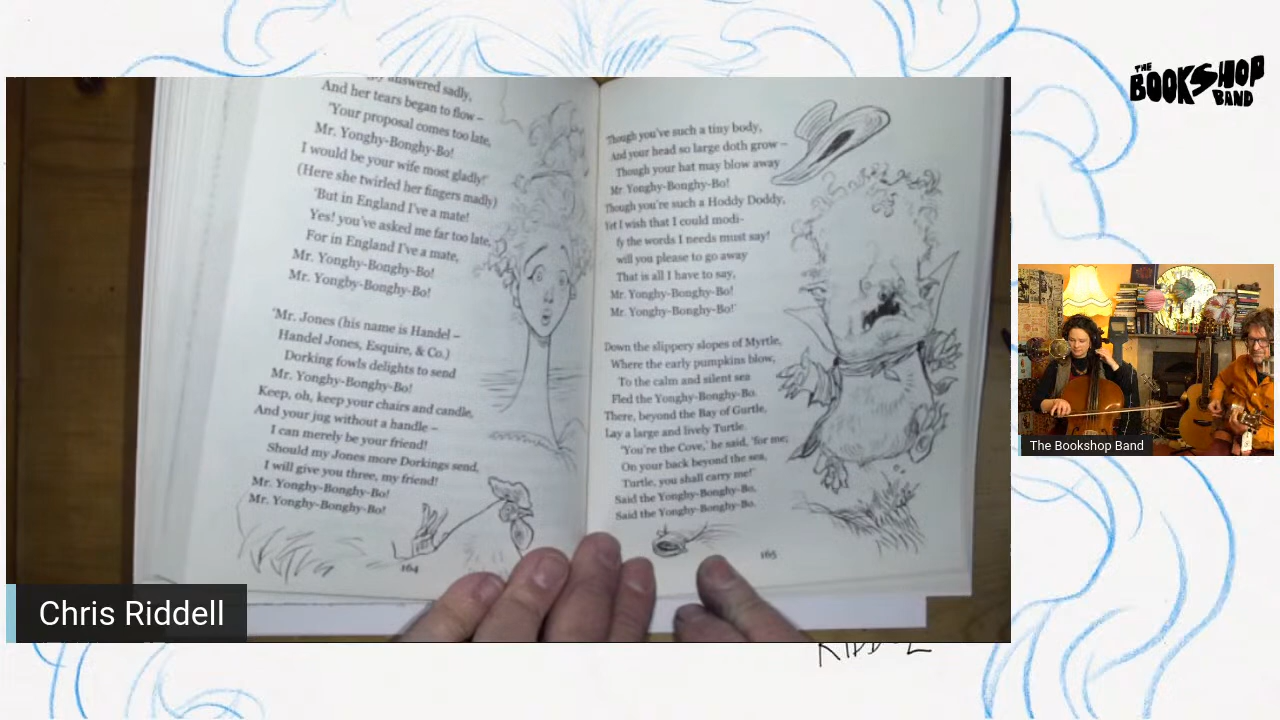 answered sadly,
And her tears began to flow –
'Your proposal comes too late,
Mr. Yonghy-Bonghy-Bo!
I would be your wife most gladly!'
(Here she twirled her fingers madly)
'But in England I've a mate!
Yes! you've asked me far too late,
For in England I've a mate,
Mr. Yonghy-Bonghy-Bo!
Mr. Yonghy-Bonghy-Bo!
'Mr. Jones (his name is Handel –
Handel Jones, Esquire, & Co.)
Dorking fowls delights to send
Mr. Yonghy-Bonghy-Bo!
Keep, oh, keep your chairs and candle,
And your jug without a handle –
I can merely be your friend!
Should my Jones more Dorkings send,
I will give you three, my friend!
Mr. Yonghy-Bonghy-Bo!
Mr. Yonghy-Bonghy-Bo!
164
Though you've such a tiny body,
And your head so large doth grow –
Though your hat may blow away
Mr. Yonghy-Bonghy-Bo!
Though you're such a Hoddy Doddy,
Yet I wish that I could modi-
fy the words I needs must say!
will you please to go away
That is all I have to say,
Mr. Yonghy-Bonghy-Bo!
Mr. Yonghy-Bonghy-Bo!'
Down the slippery slopes of Myrtle,
Where the early pumpkins blow,
To the calm and silent sea
Fled the Yonghy-Bonghy-Bo.
There, beyond the Bay of Gurtle,
Lay a large and lively Turtle.
'You're the Cove,' he said, 'for me;
On your back beyond the sea,
Turtle, you shall carry me!'
Said the Yonghy-Bonghy-Bo,
Said the Yonghy-Bonghy-Bo.
165
Chris Riddell
THE
BOOKSHOP
BAND
The Bookshop Band